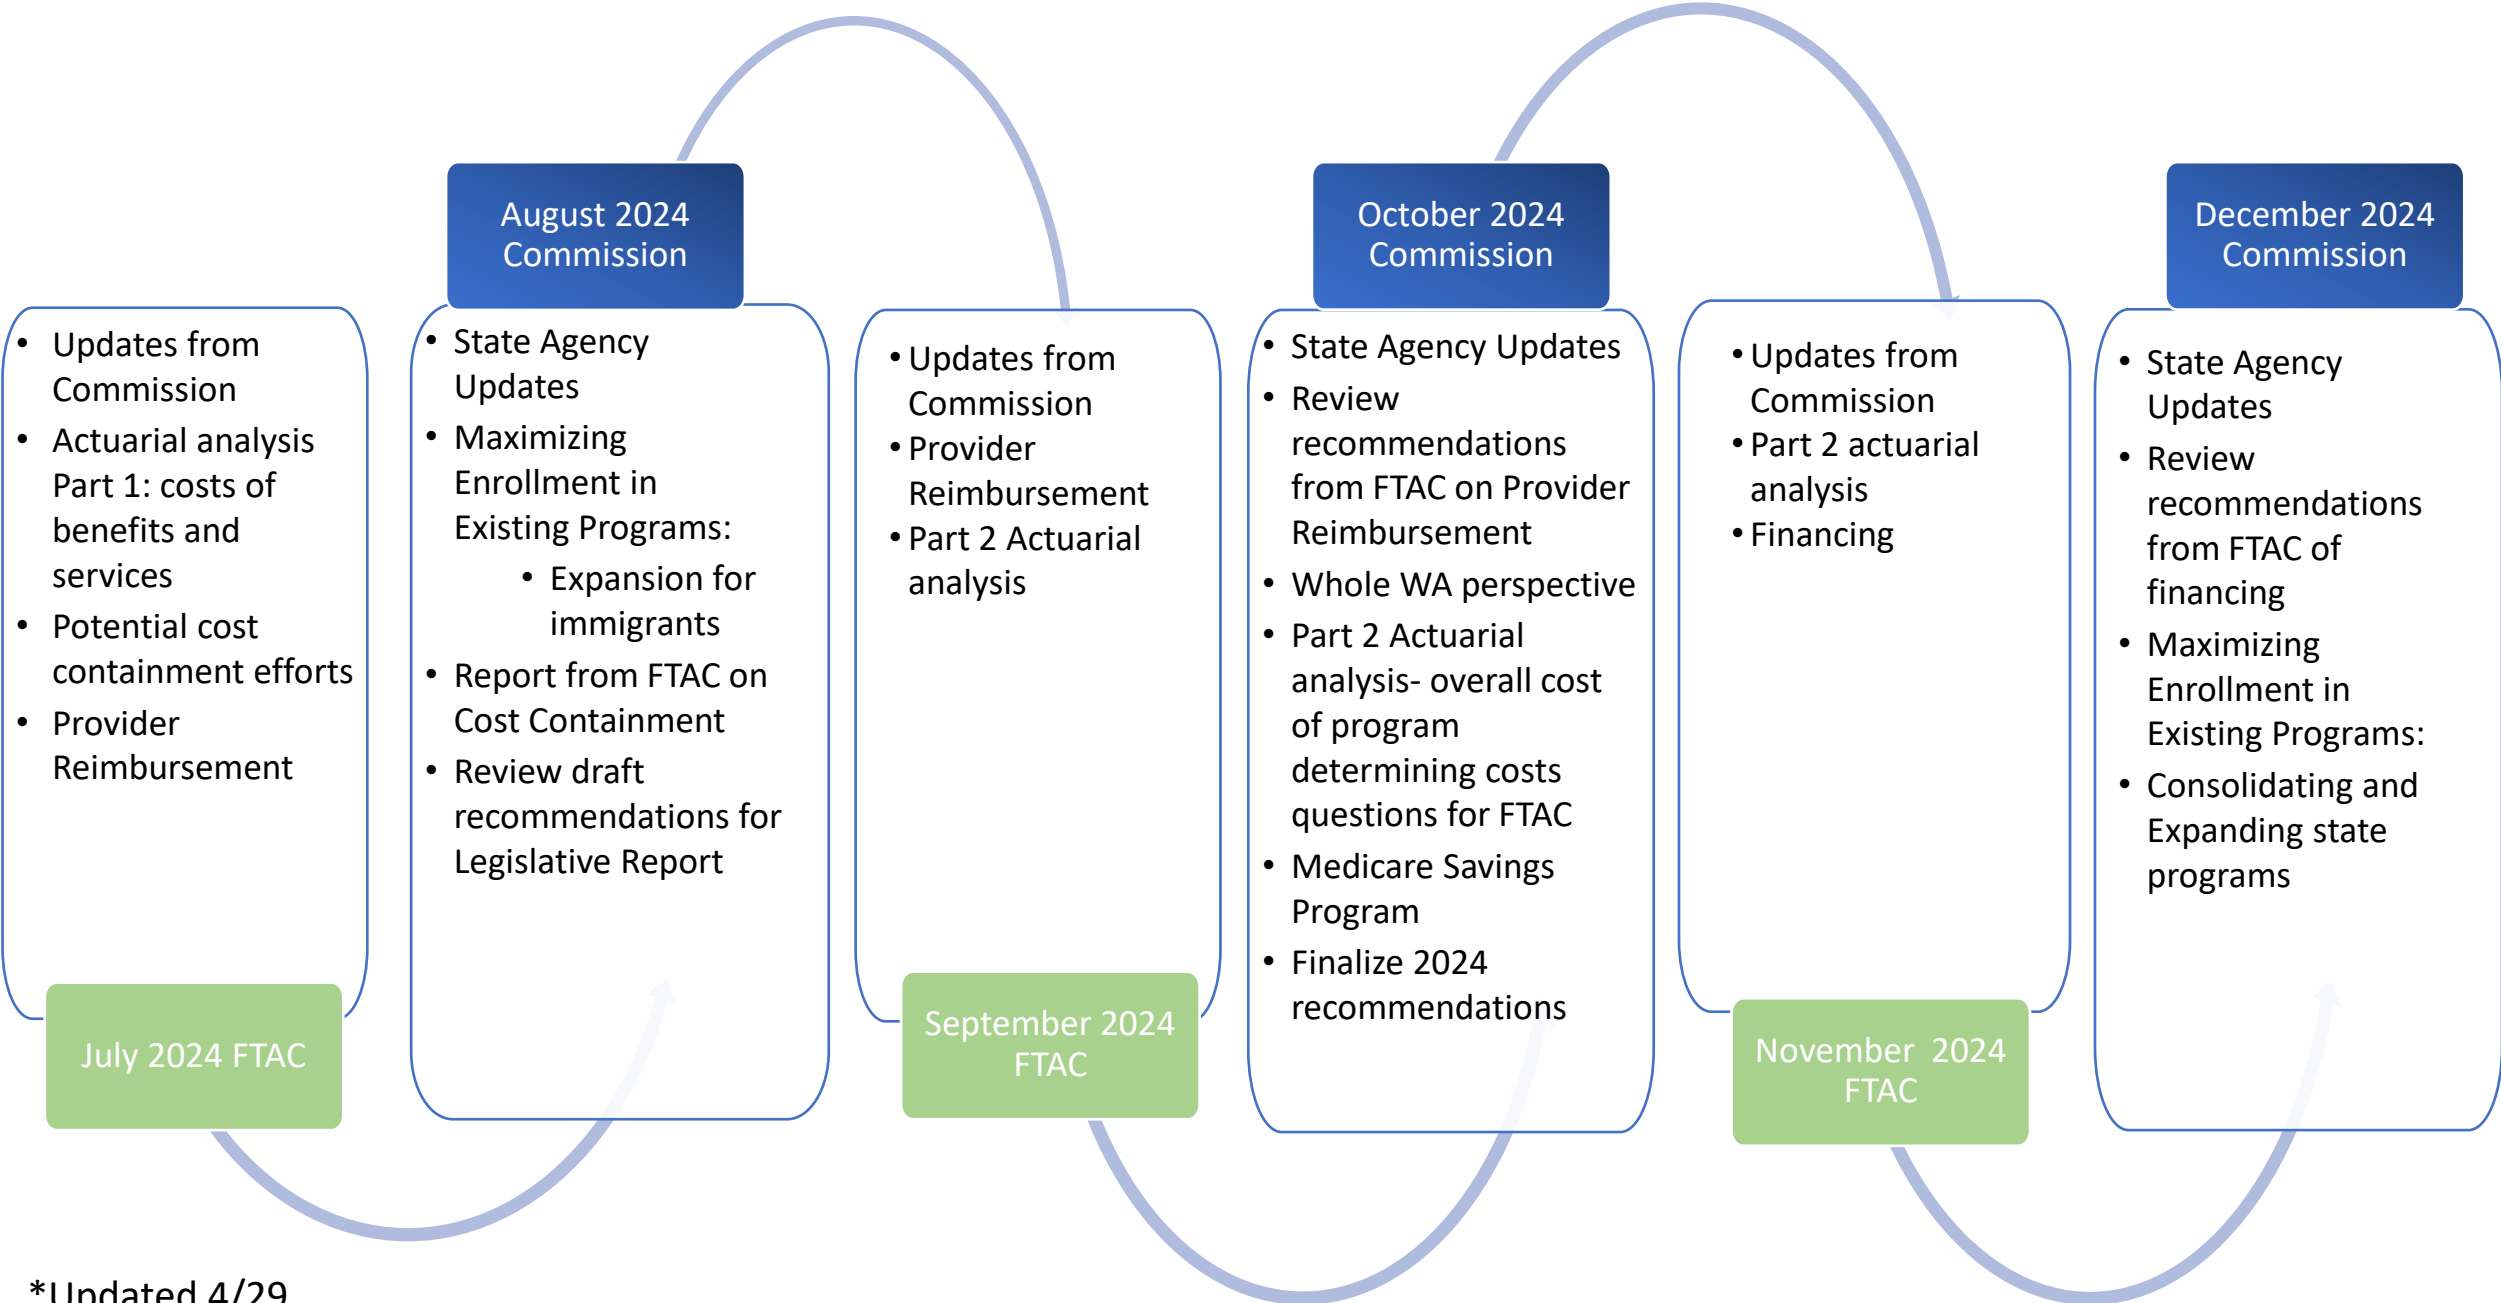 • Updates from
Commission
• Actuarial analysis
Part 1: costs of
benefits and
services
• Potential cost
containment efforts
• Provider
Reimbursement
July 2024 FTAC
August 2024
Commission
• State Agency
Updates
• Maximizing
Enrollment in
Existing Programs:
• Expansion for
immigrants
• Report from FTAC on
Cost Containment
• Review draft
recommendations for
Legislative Report
• Updates from
Commission
• Provider
Reimbursement
• Part 2 Actuarial
analysis
September 2024
FTAC
October 2024
Commission
• State Agency Updates
• Review
recommendations
from FTAC on Provider
Reimbursement
• Whole WA perspective
• Part 2 Actuarial
analysis- overall cost
of program
determining costs
questions for FTAC
• Medicare Savings
Program
• Finalize 2024
recommendations
• Updates from
Commission
• Part 2 actuarial
analysis
• Financing
November  2024
FTAC
December 2024
Commission
• State Agency
Updates
• Review
recommendations
from FTAC of
financing
• Maximizing
Enrollment in
Existing Programs:
• Consolidating and
Expanding state
programs
*Updated 4/29